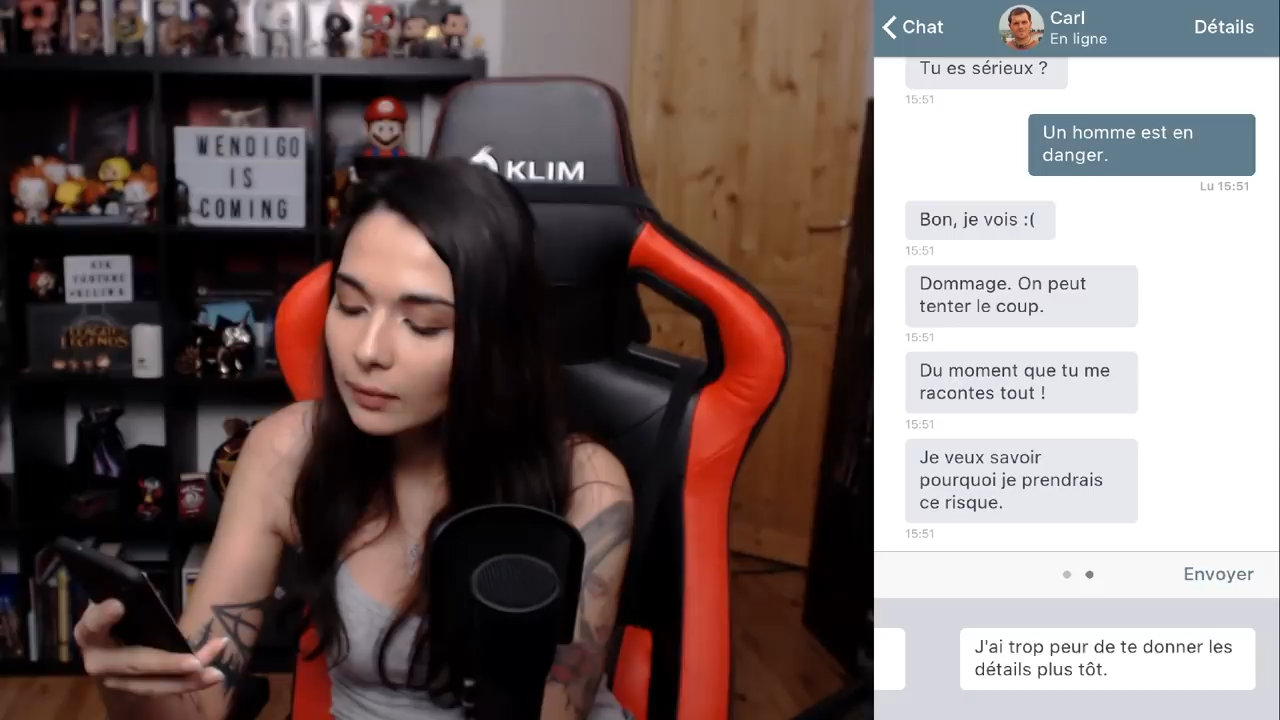 WENDIGO
IS
COMING
KLIM
LEAGUE OF
LEGENDS
Chat
Carl
En ligne
Détails
Tu es sérieux ?
15:51
Un homme est en
danger.
Lu 15:51
Bon, je vois :(
15:51
Dommage. On peut
tenter le coup.
15:51
Du moment que tu me
racontes tout !
15:51
Je veux savoir
pourquoi je prendrais
ce risque.
15:51
Envoyer
J'ai trop peur de te donner les
détails plus tôt.